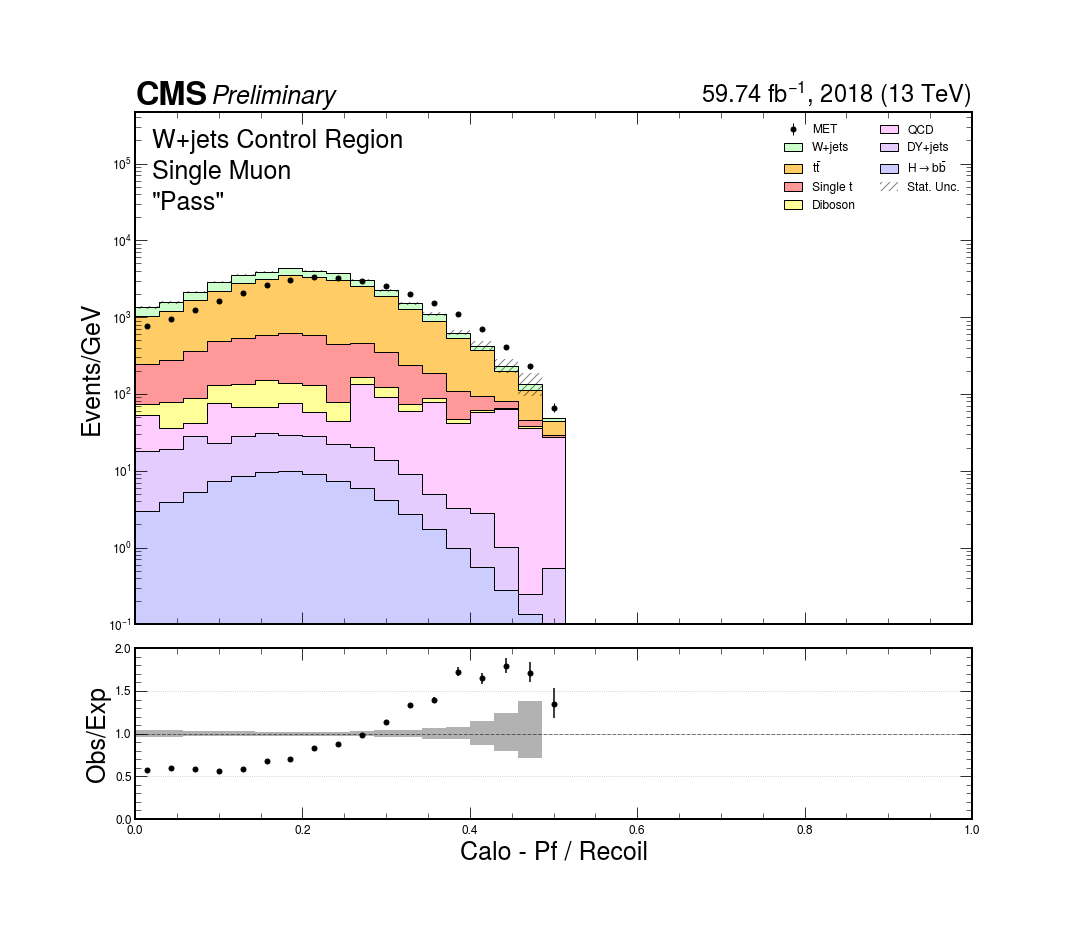 CMS Preliminary
59.74 fb⁻¹, 2018 (13 TeV)
W+jets Control Region
Single Muon
"Pass"
MET
W+jets
tt̄
Single t
Diboson
QCD
DY+jets
H→bb̄
Stat. Unc.
Events/GeV
10⁵
10⁴
10³
10²
10¹
10⁰
10⁻¹
Obs/Exp
2.0
1.5
1.0
0.5
0.0
0.0 0.2 0.4 0.6 0.8 1.0
Calo - Pf / Recoil